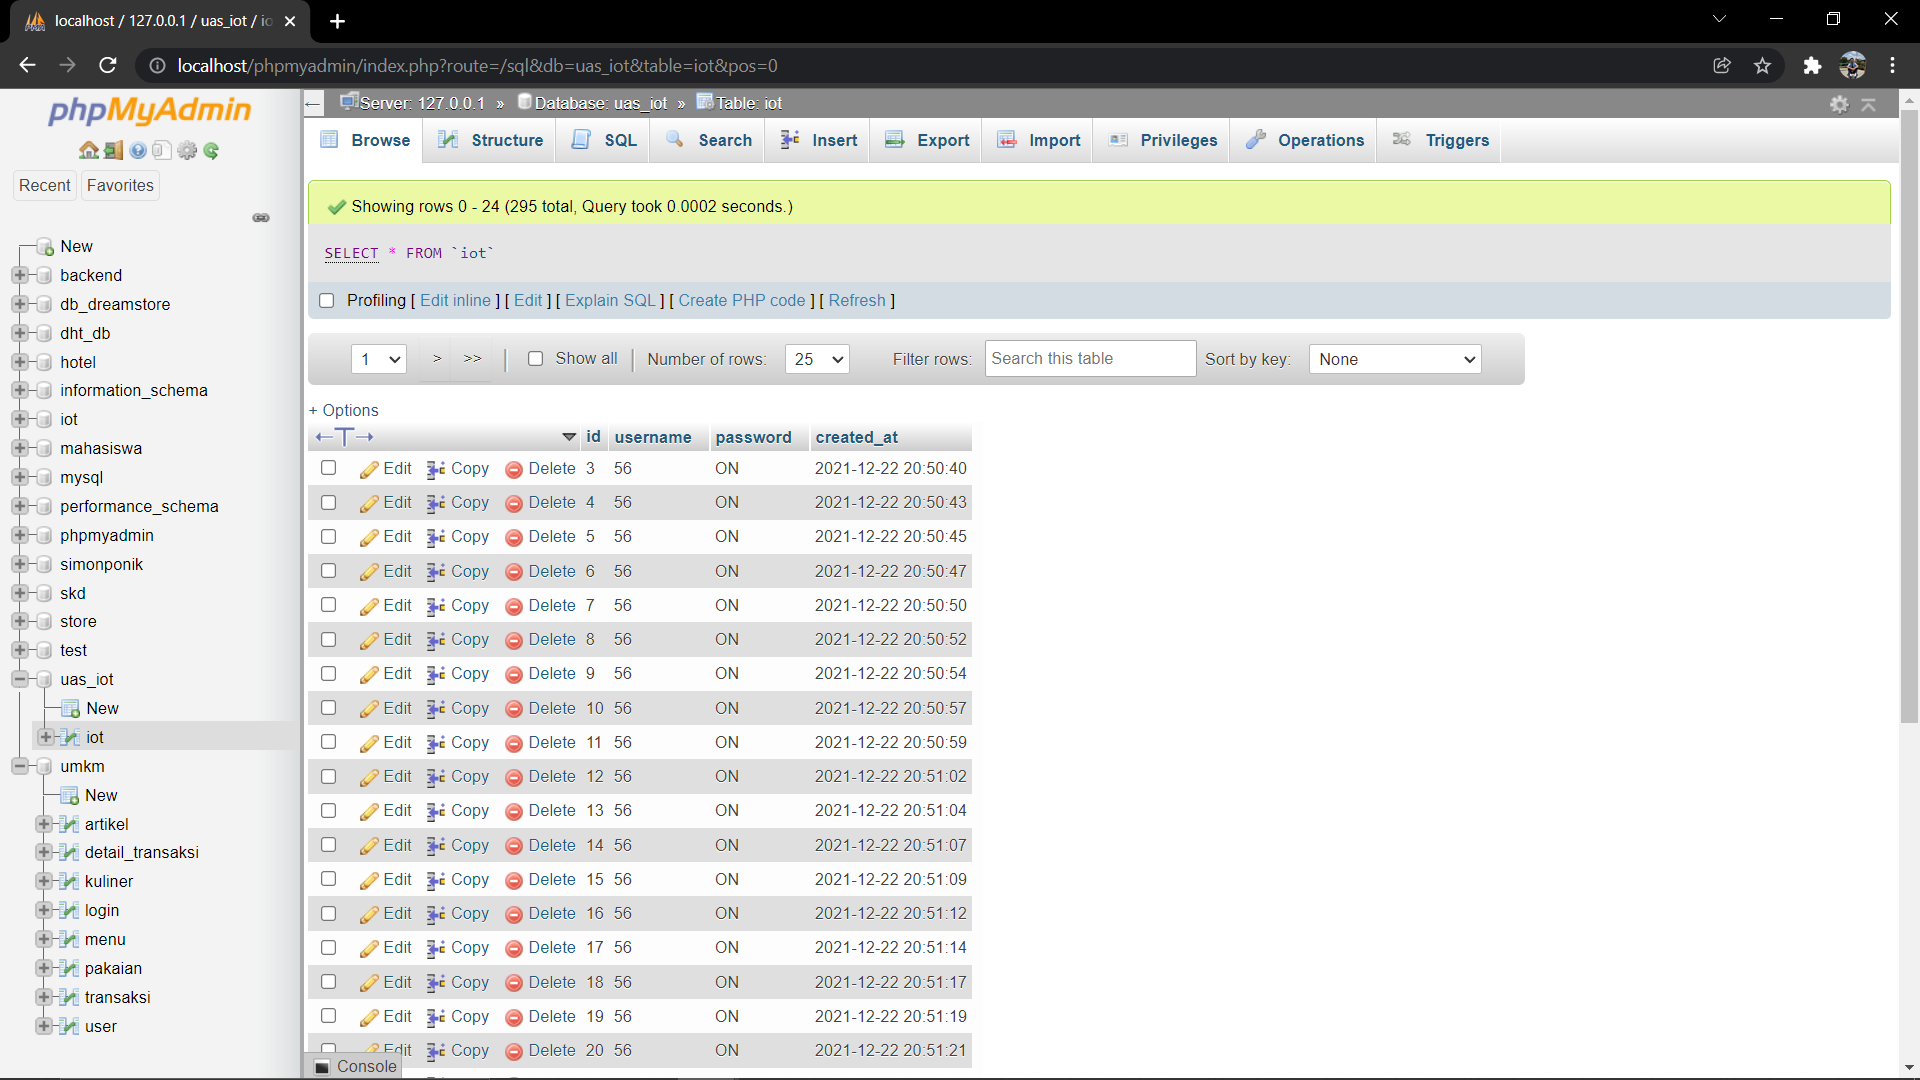 localhost / 127.0.0.1 / uas_iot / io
localhost/phpmyadmin/index.php?route=/sql&db=uas_iot&table=iot&pos=0
phpMyAdmin
Recent Favorites
New
backend
db_dreamstore
dht_db
hotel
information_schema
iot
mahasiswa
mysql
performance_schema
phpmyadmin
simonponik
skd
store
test
uas_iot
New
iot
umkm
New
artikel
detail_transaksi
kuliner
login
menu
pakaian
transaksi
user
Server: 127.0.0.1 » Database: uas_iot » Table: iot
Browse Structure SQL Search Insert Export Import Privileges Operations Triggers
Showing rows 0 - 24 (295 total, Query took 0.0002 seconds.)
SELECT * FROM `iot`
Profiling [ Edit inline ] [ Edit ] [ Explain SQL ] [ Create PHP code ] [ Refresh ]
1 > >> | Show all | Number of rows: 25 Filter rows: Search this table Sort by key: None
+ Options
←T→ id username password created_at
Edit Copy Delete 3 56 ON 2021-12-22 20:50:40
Edit Copy Delete 4 56 ON 2021-12-22 20:50:43
Edit Copy Delete 5 56 ON 2021-12-22 20:50:45
Edit Copy Delete 6 56 ON 2021-12-22 20:50:47
Edit Copy Delete 7 56 ON 2021-12-22 20:50:50
Edit Copy Delete 8 56 ON 2021-12-22 20:50:52
Edit Copy Delete 9 56 ON 2021-12-22 20:50:54
Edit Copy Delete 10 56 ON 2021-12-22 20:50:57
Edit Copy Delete 11 56 ON 2021-12-22 20:50:59
Edit Copy Delete 12 56 ON 2021-12-22 20:51:02
Edit Copy Delete 13 56 ON 2021-12-22 20:51:04
Edit Copy Delete 14 56 ON 2021-12-22 20:51:07
Edit Copy Delete 15 56 ON 2021-12-22 20:51:09
Edit Copy Delete 16 56 ON 2021-12-22 20:51:12
Edit Copy Delete 17 56 ON 2021-12-22 20:51:14
Edit Copy Delete 18 56 ON 2021-12-22 20:51:17
Edit Copy Delete 19 56 ON 2021-12-22 20:51:19
Edit Copy Delete 20 56 ON 2021-12-22 20:51:21
Console